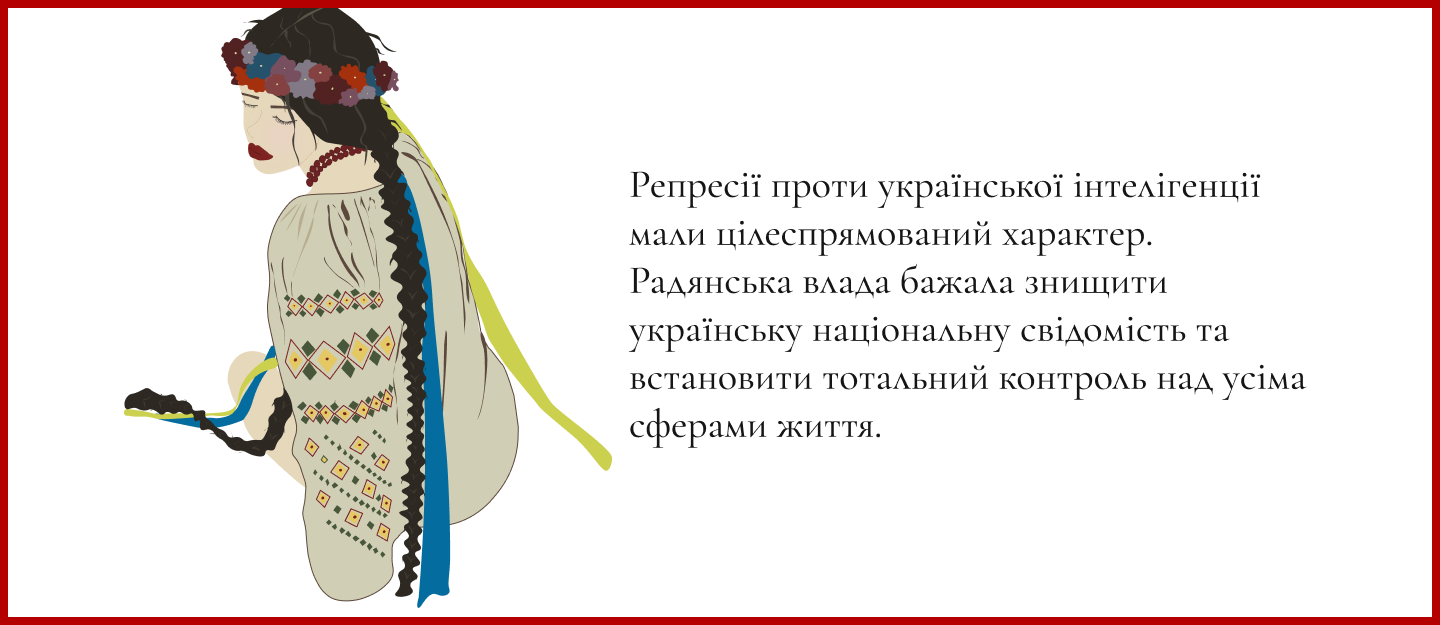 Репресії проти української інтелігенції
мали цілеспрямований характер.
Радянська влада бажала знищити
українську національну свідомість та
встановити тотальний контроль над усіма
сферами життя.